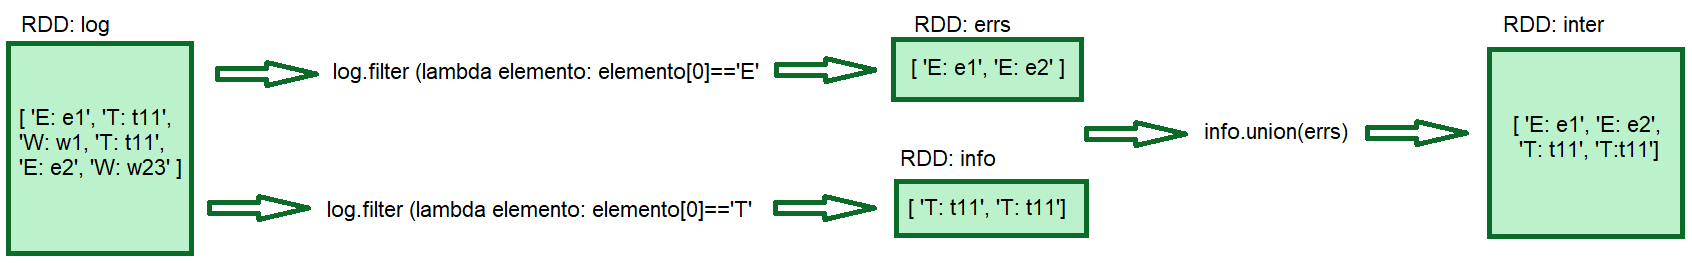 RDD: log
[ 'E: e1', 'T: t11',
'W: w1, 'T: t11',
'E: e2', 'W: w23' ]
log.filter (lambda elemento: elemento[0]=='E'
log.filter (lambda elemento: elemento[0]=='T'
RDD: errs
[ 'E: e1', 'E: e2' ]
RDD: info
[ 'T: t11', 'T: t11']
info.union(errs)
RDD: inter
[ 'E: e1', 'E: e2',
'T: t11', 'T:t11']